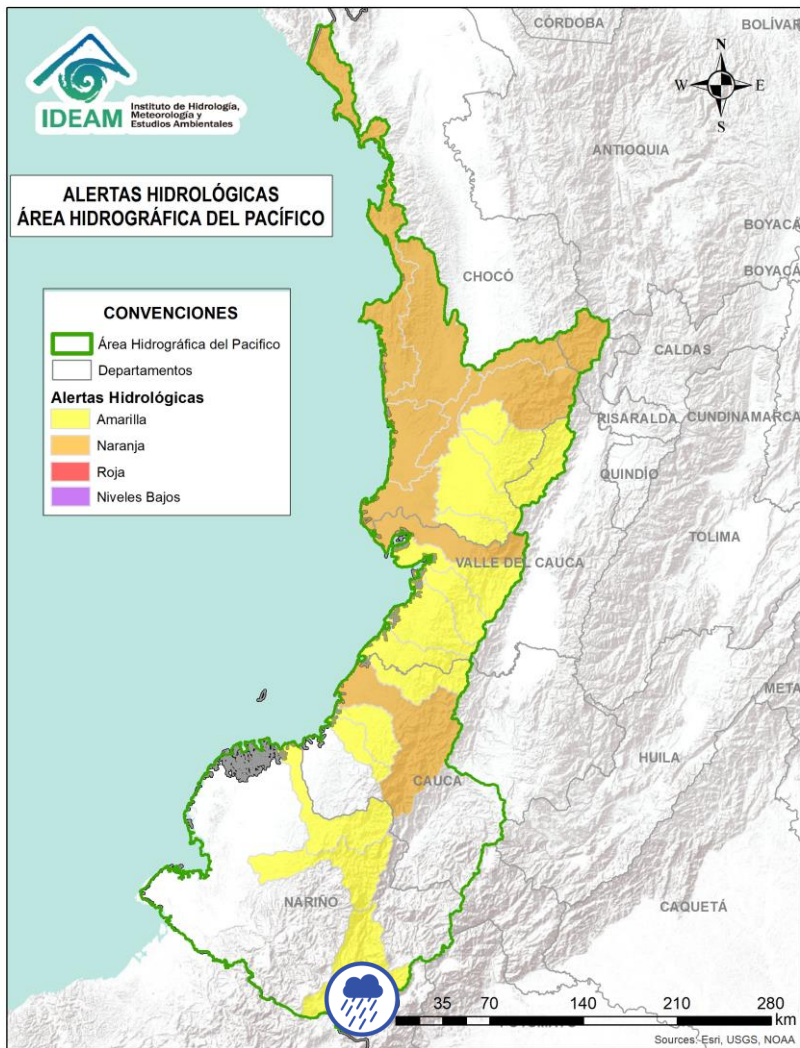 IDEAM
Instituto de Hidrología,
Meteorología y
Estudios Ambientales
ALERTAS HIDROLÓGICAS
ÁREA HIDROGRÁFICA DEL PACÍFICO
CONVENCIONES
Área Hidrográfica del Pacifico
Departamentos
Alertas Hidrológicas
Amarilla
Naranja
Roja
Niveles Bajos
N
W E
S
CÓRDOBA
BOLÍVAR
ANTIOQUIA
BOYACÁ
BOYACÁ
CHOCÓ
CALDAS
RISARALDA
CUNDINAMARCA
QUINDÍO
TOLIMA
VALLE DEL CAUCA
META
HUILA
CAUCA
NARIÑO
CAQUETÁ
35 70 140 210 280
km
Sources: Esri, USGS, NOAA